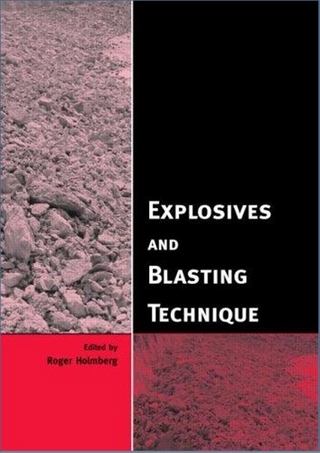 EXPLOSIVES
AND
BLASTING
TECHNIQUE
Edited by
Roger Holmberg